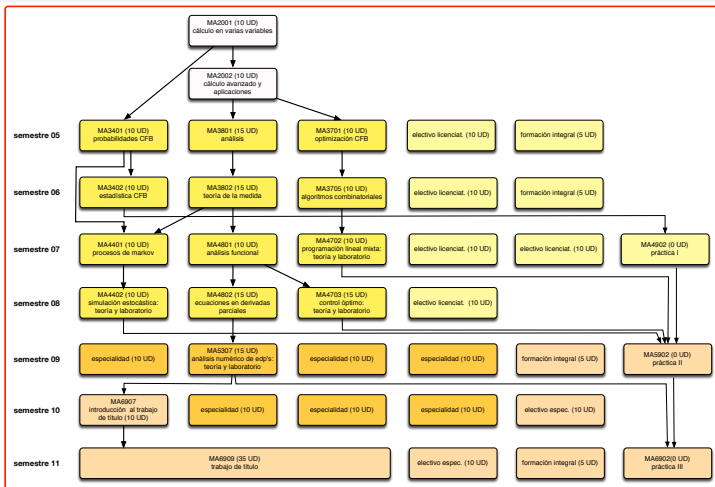 MA2001 (10 UD)
cálculo en varias variables
MA2002 (10 UD)
cálculo avanzado y
aplicaciones
semestre 05
MA3401 (10 UD)
probabilidades CFB
MA3801 (15 UD)
análisis
MA3701 (10 UD)
optimización CFB
electivo licenciat. (10 UD)
formación integral (5 UD)
semestre 06
MA3402 (10 UD)
estadística CFB
MA3802 (15 UD)
teoría de la medida
MA3705 (10 UD)
algoritmos combinatoriales
electivo licenciat. (10 UD)
formación integral (5 UD)
semestre 07
MA4401 (10 UD)
procesos de markov
MA4801 (10 UD)
análisis funcional
MA4702 (10 UD)
programación lineal mixta:
teoría y laboratorio
electivo licenciat. (10 UD)
electivo licenciat. (10 UD)
MA4902 (0 UD)
práctica I
semestre 08
MA4402 (10 UD)
simulación estocástica:
teoría y laboratorio
MA4802 (15 UD)
ecuaciones en derivadas
parciales
MA4703 (15 UD)
control óptimo:
teoría y laboratorio
electivo licenciat. (10 UD)
semestre 09
especialidad (10 UD)
MA5307 (15 UD)
análisis numérico de edp's:
teoría y laboratorio
especialidad (10 UD)
especialidad (10 UD)
formación integral (5 UD)
MA5902 (0 UD)
práctica II
semestre 10
MA6907
introducción al trabajo
de título (10 UD)
especialidad (10 UD)
especialidad (10 UD)
especialidad (10 UD)
electivo espec. (10 UD)
semestre 11
MA6909 (35 UD)
trabajo de título
electivo espec. (10 UD)
formación integral (5 UD)
MA6902(0 UD)
práctica III